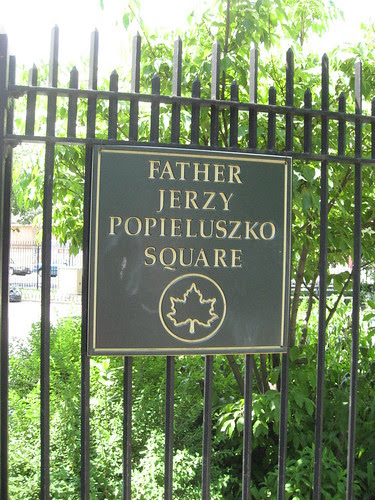 FATHER
JERZY
POPIELUSZKO
SQUARE